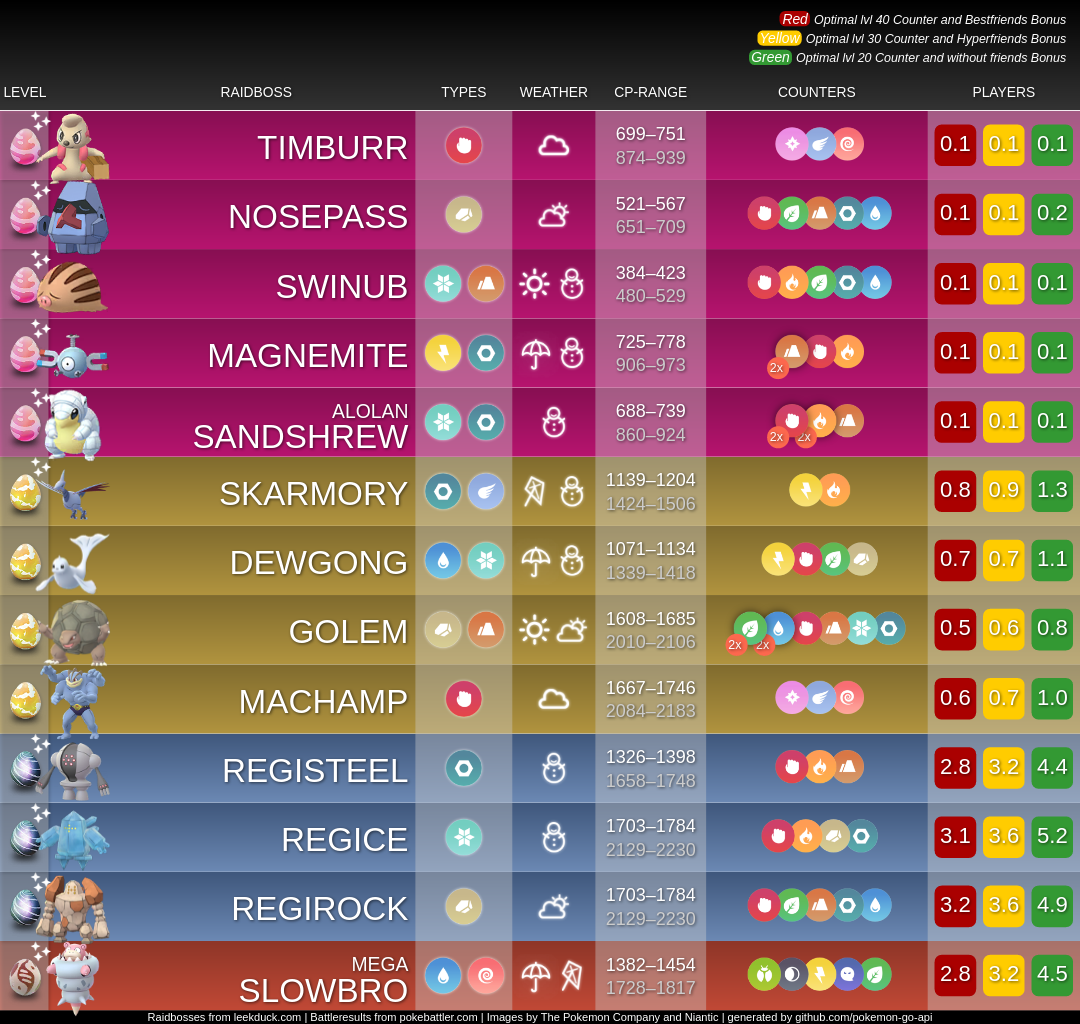 Red Optimal lvl 40 Counter and Bestfriends Bonus
Yellow Optimal lvl 30 Counter and Hyperfriends Bonus
Green Optimal lvl 20 Counter and without friends Bonus
LEVEL RAIDBOSS TYPES WEATHER CP-RANGE COUNTERS PLAYERS
TIMBURR 699–751 0.1 0.1 0.1
874–939
NOSEPASS 521–567 0.1 0.1 0.2
651–709
SWINUB 384–423 0.1 0.1 0.1
480–529
MAGNEMITE 725–778 0.1 0.1 0.1
906–973 2x
ALOLAN
SANDSHREW 688–739 0.1 0.1 0.1
860–924 2x 2x
SKARMORY 1139–1204 0.8 0.9 1.3
1424–1506
DEWGONG 1071–1134 0.7 0.7 1.1
1339–1418
GOLEM 1608–1685 0.5 0.6 0.8
2010–2106 2x 2x
MACHAMP 1667–1746 0.6 0.7 1.0
2084–2183
REGISTEEL 1326–1398 2.8 3.2 4.4
1658–1748
REGICE 1703–1784 3.1 3.6 5.2
2129–2230
REGIROCK 1703–1784 3.2 3.6 4.9
2129–2230
MEGA
SLOWBRO 1382–1454 2.8 3.2 4.5
1728–1817
Raidbosses from leekduck.com | Battleresults from pokebattler.com | Images by The Pokemon Company and Niantic | generated by github.com/pokemon-go-api